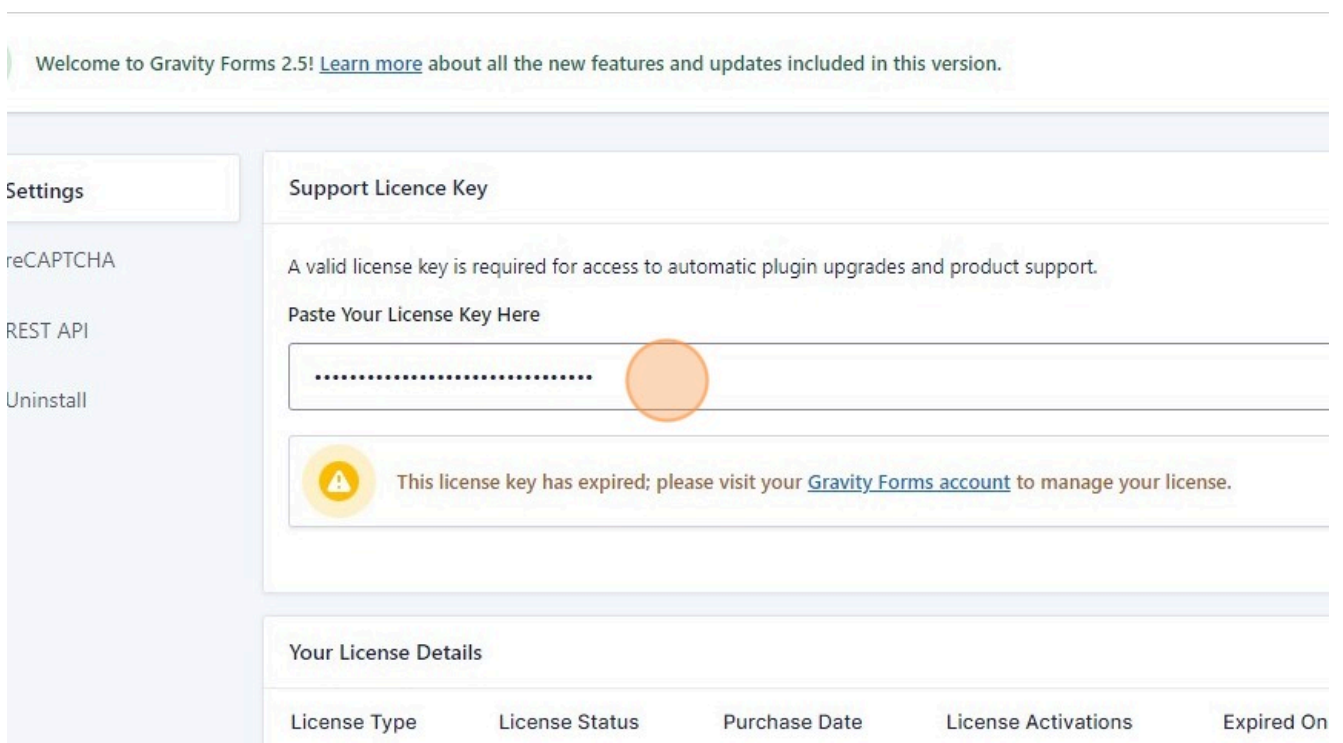 Welcome to Gravity Forms 2.5! Learn more about all the new features and updates included in this version.
Settings
reCAPTCHA
REST API
Uninstall
Support Licence Key
A valid license key is required for access to automatic plugin upgrades and product support.
Paste Your License Key Here
••••••••••••••••••••••••••••••••
This license key has expired; please visit your Gravity Forms account to manage your license.
Your License Details
License Type License Status Purchase Date License Activations Expired On